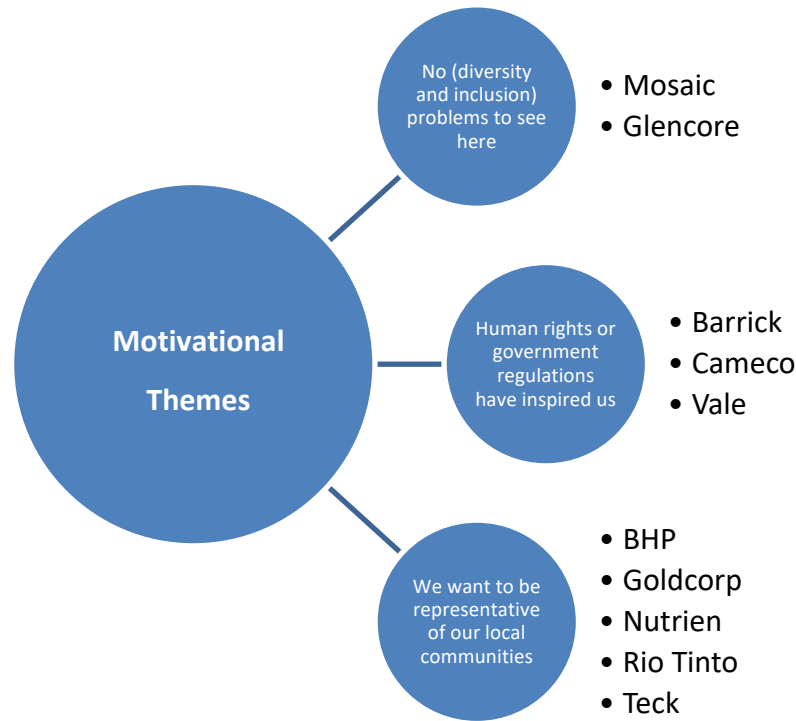 Motivational
Themes
No (diversity
and inclusion)
problems to see
here
• Mosaic
• Glencore
Human rights or
government
regulations
have inspired us
• Barrick
• Cameco
• Vale
We want to be
representative
of our local
communities
• BHP
• Goldcorp
• Nutrien
• Rio Tinto
• Teck